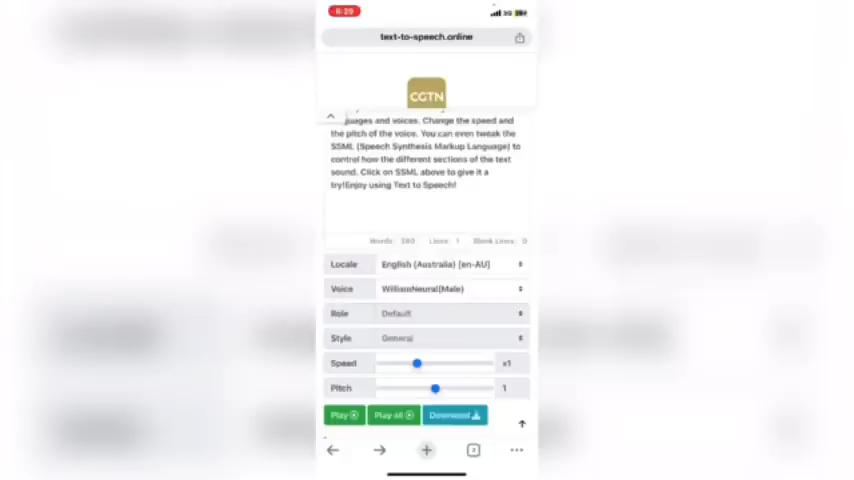 6:29
3G
text-to-speech.online
CGTN
guages and voices. Change the speed and
the pitch of the voice. You can even tweak the
SSML (Speech Synthesis Markup Language) to
control how the different sections of the text
sound. Click on SSML above to give it a
try!Enjoy using Text to Speech!
Words: 380 Lines: 1 Blank Lines: 0
Locale English (Australia) [en-AU]
Voice WilliamNeural(Male)
Role Default
Style General
Speed x1
Pitch 1
Play Play all Download